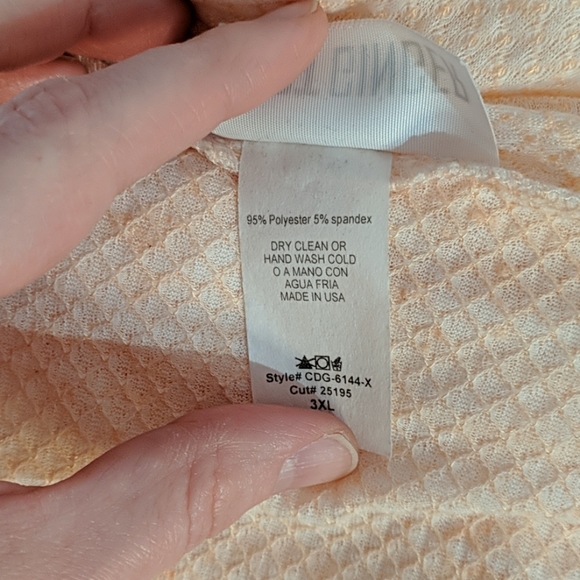 95% Polyester 5% spandex
DRY CLEAN OR
HAND WASH COLD
O A MANO CON
AGUA FRIA
MADE IN USA
Style# CDG-6144-X
Cut# 25195
3XL